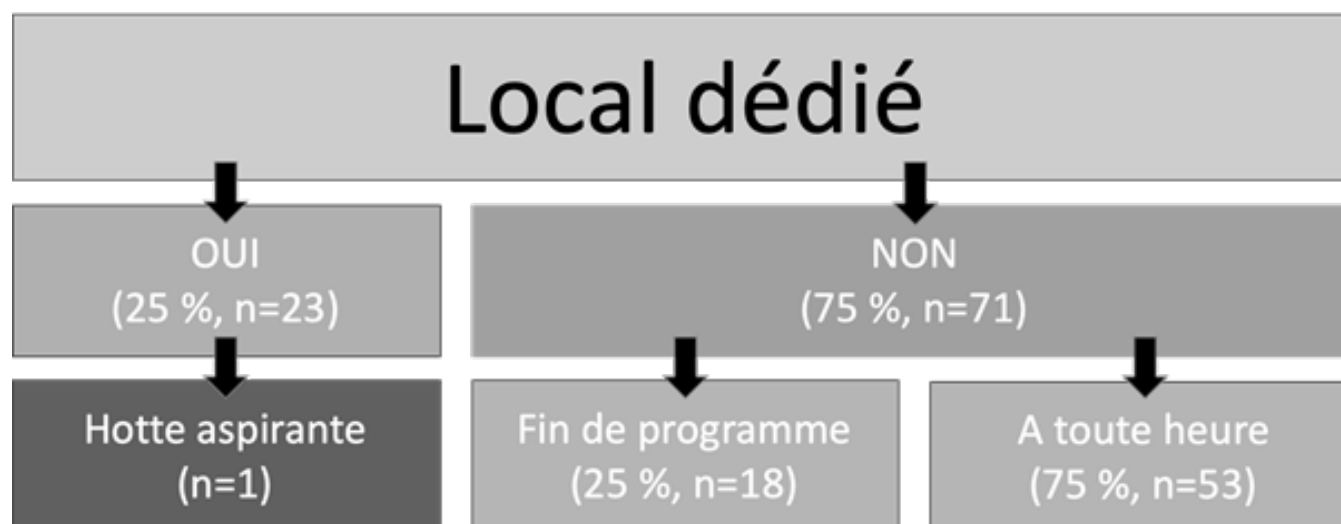 Local dédié
OUI
(25 %, n=23)
NON
(75 %, n=71)
Hotte aspirante
(n=1)
Fin de programme
(25 %, n=18)
A toute heure
(75 %, n=53)